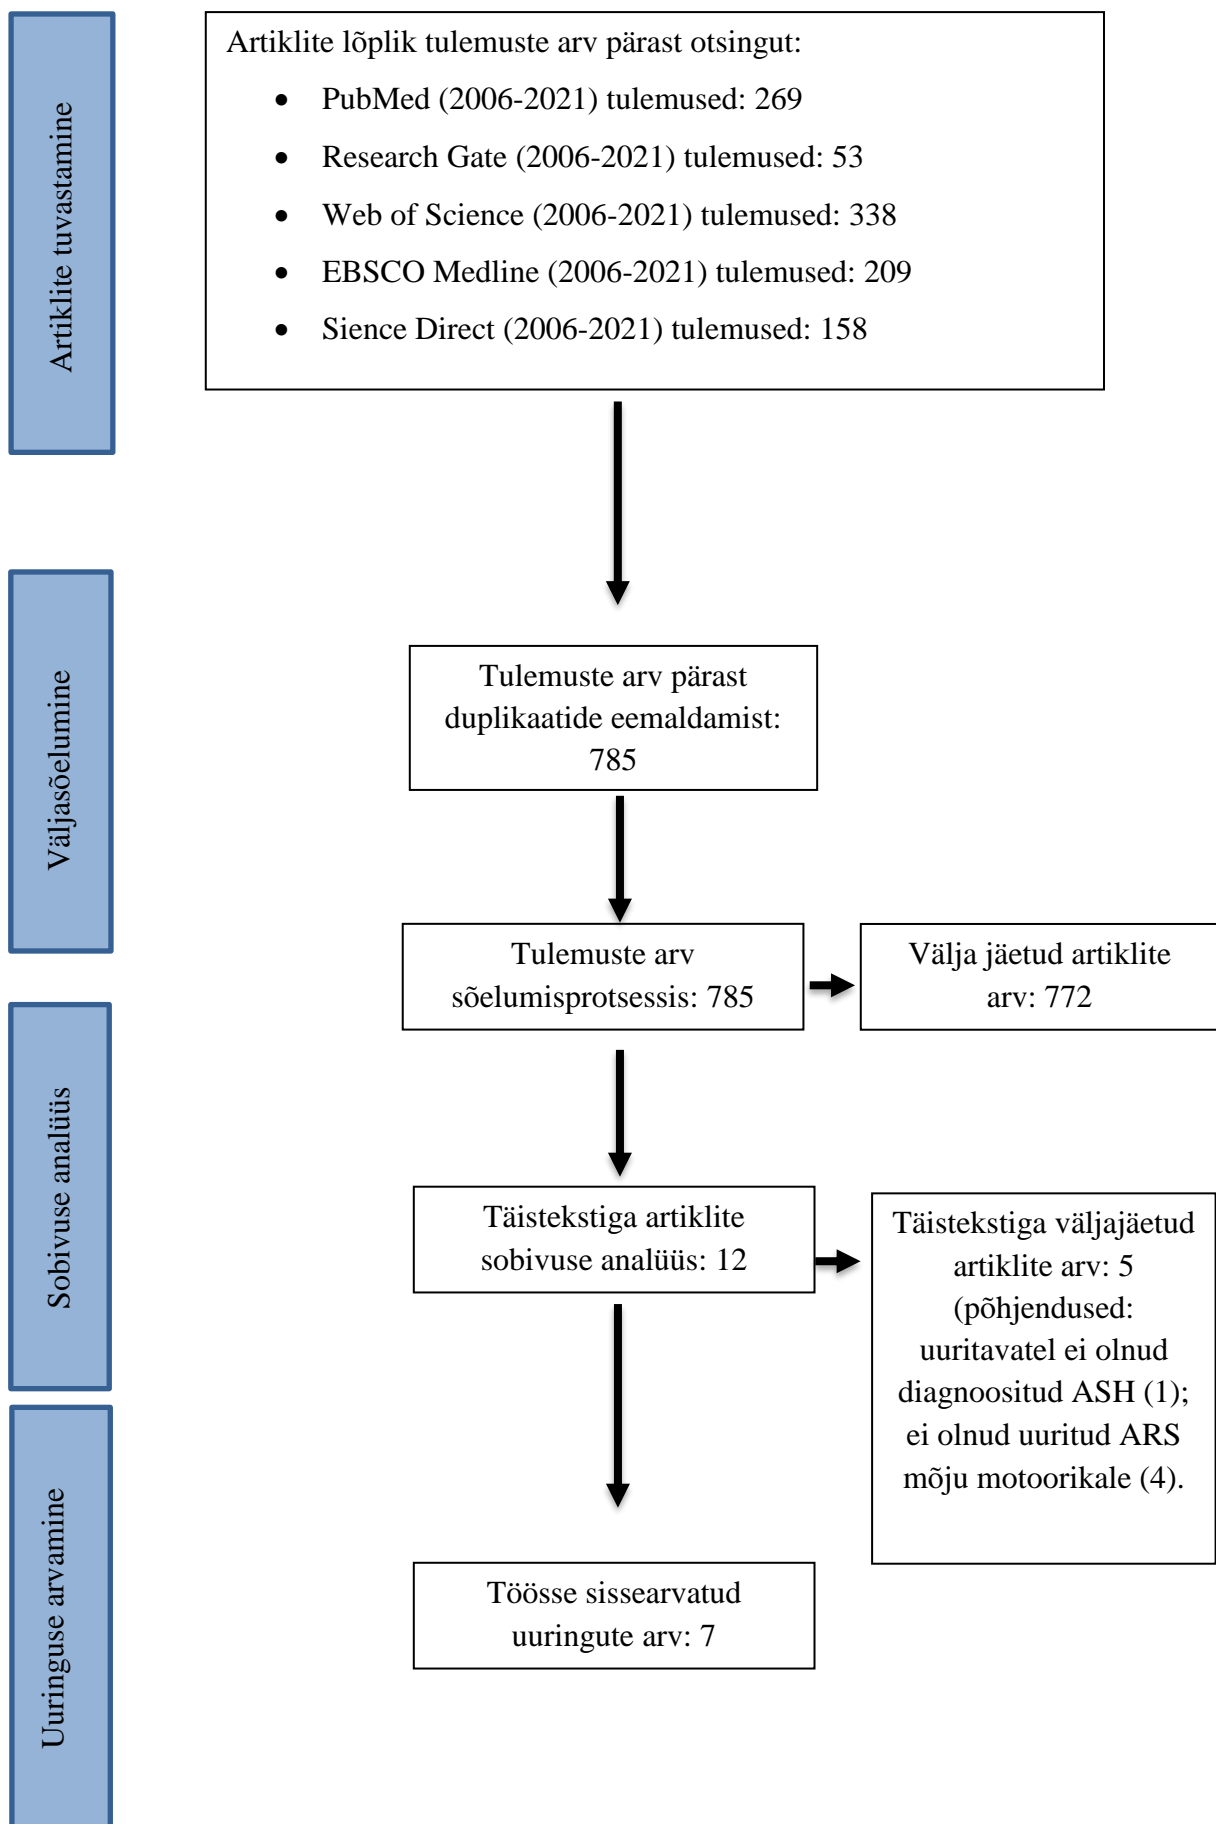 Artiklite tuvastamine
Artiklite lõplik tulemuste arv pärast otsingut:
• PubMed (2006-2021) tulemused: 269
• Research Gate (2006-2021) tulemused: 53
• Web of Science (2006-2021) tulemused: 338
• EBSCO Medline (2006-2021) tulemused: 209
• Sience Direct (2006-2021) tulemused: 158
Väljasõelumine
Tulemuste arv pärast
duplikaatide eemaldamist:
785
Tulemuste arv
sõelumisprotsessis: 785
Välja jäetud artiklite
arv: 772
Sobivuse analüüs
Täistekstiga artiklite
sobivuse analüüs: 12
Täistekstiga väljajäetud
artiklite arv: 5
(põhjendused:
uuritavatel ei olnud
diagnoositud ASH (1);
ei olnud uuritud ARS
mõju motoorikale (4).
Uuringuse arvamine
Töösse sissearvatud
uuringute arv: 7